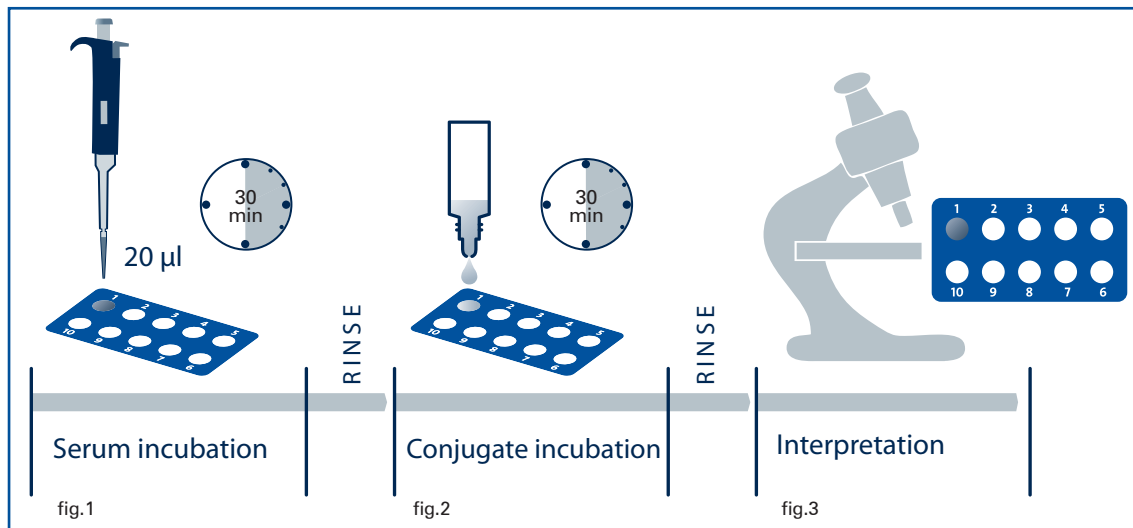 30
min
20 µl
1
2
3
4
5
10
9
8
7
6
RINSE
Serum incubation
fig.1
30
min
1
2
3
4
5
10
9
8
7
6
RINSE
Conjugate incubation
fig.2
1 2 3 4 5
10 9 8 7 6
Interpretation
fig.3